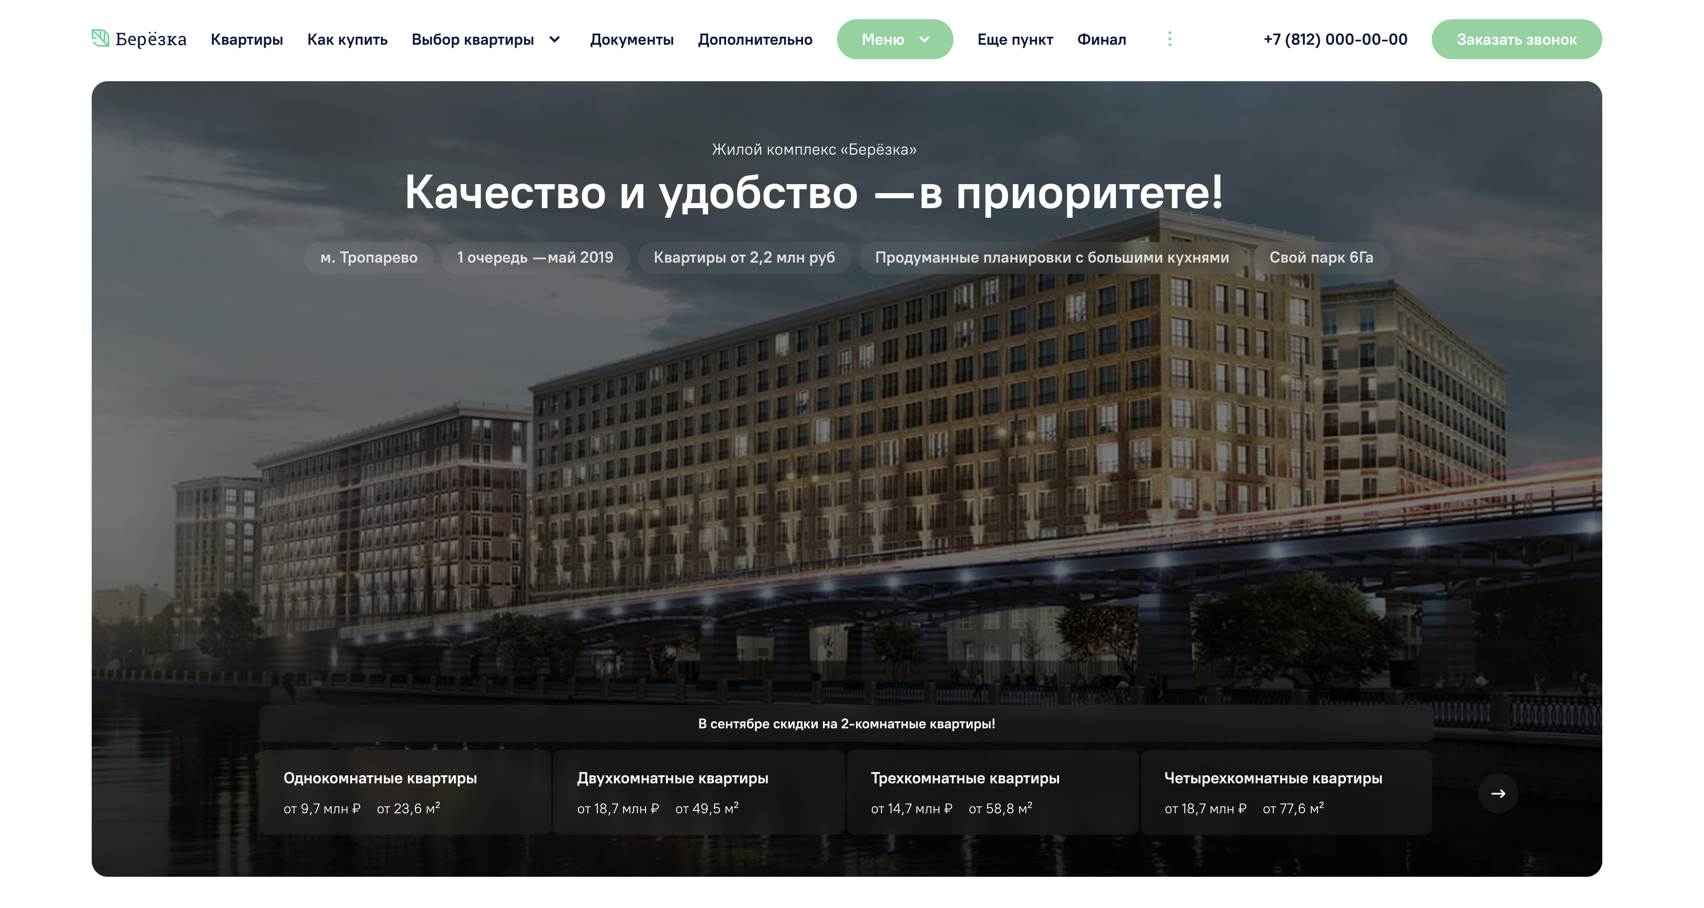 Берёзка Квартиры Как купить Выбор квартиры Документы Дополнительно Меню Еще пункт Финал +7 (812) 000-00-00 Заказать звонок
Жилой комплекс «Берёзка»
Качество и удобство — в приоритете!
м. Тропарево 1 очередь — май 2019 Квартиры от 2,2 млн руб Продуманные планировки с большими кухнями Свой парк 6Га
В сентябре скидки на 2-комнатные квартиры!
Однокомнатные квартиры Двухкомнатные квартиры Трехкомнатные квартиры Четырехкомнатные квартиры
от 9,7 млн ₽ от 23,6 м² от 18,7 млн ₽ от 49,5 м² от 14,7 млн ₽ от 58,8 м² от 18,7 млн ₽ от 77,6 м²